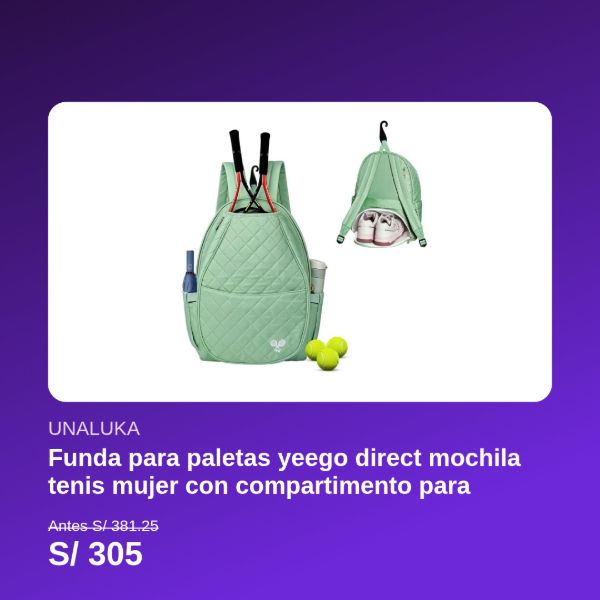 UNALUKA
Funda para paletas yeego direct mochila
tenis mujer con compartimento para
Antes S/ 381.25
S/ 305